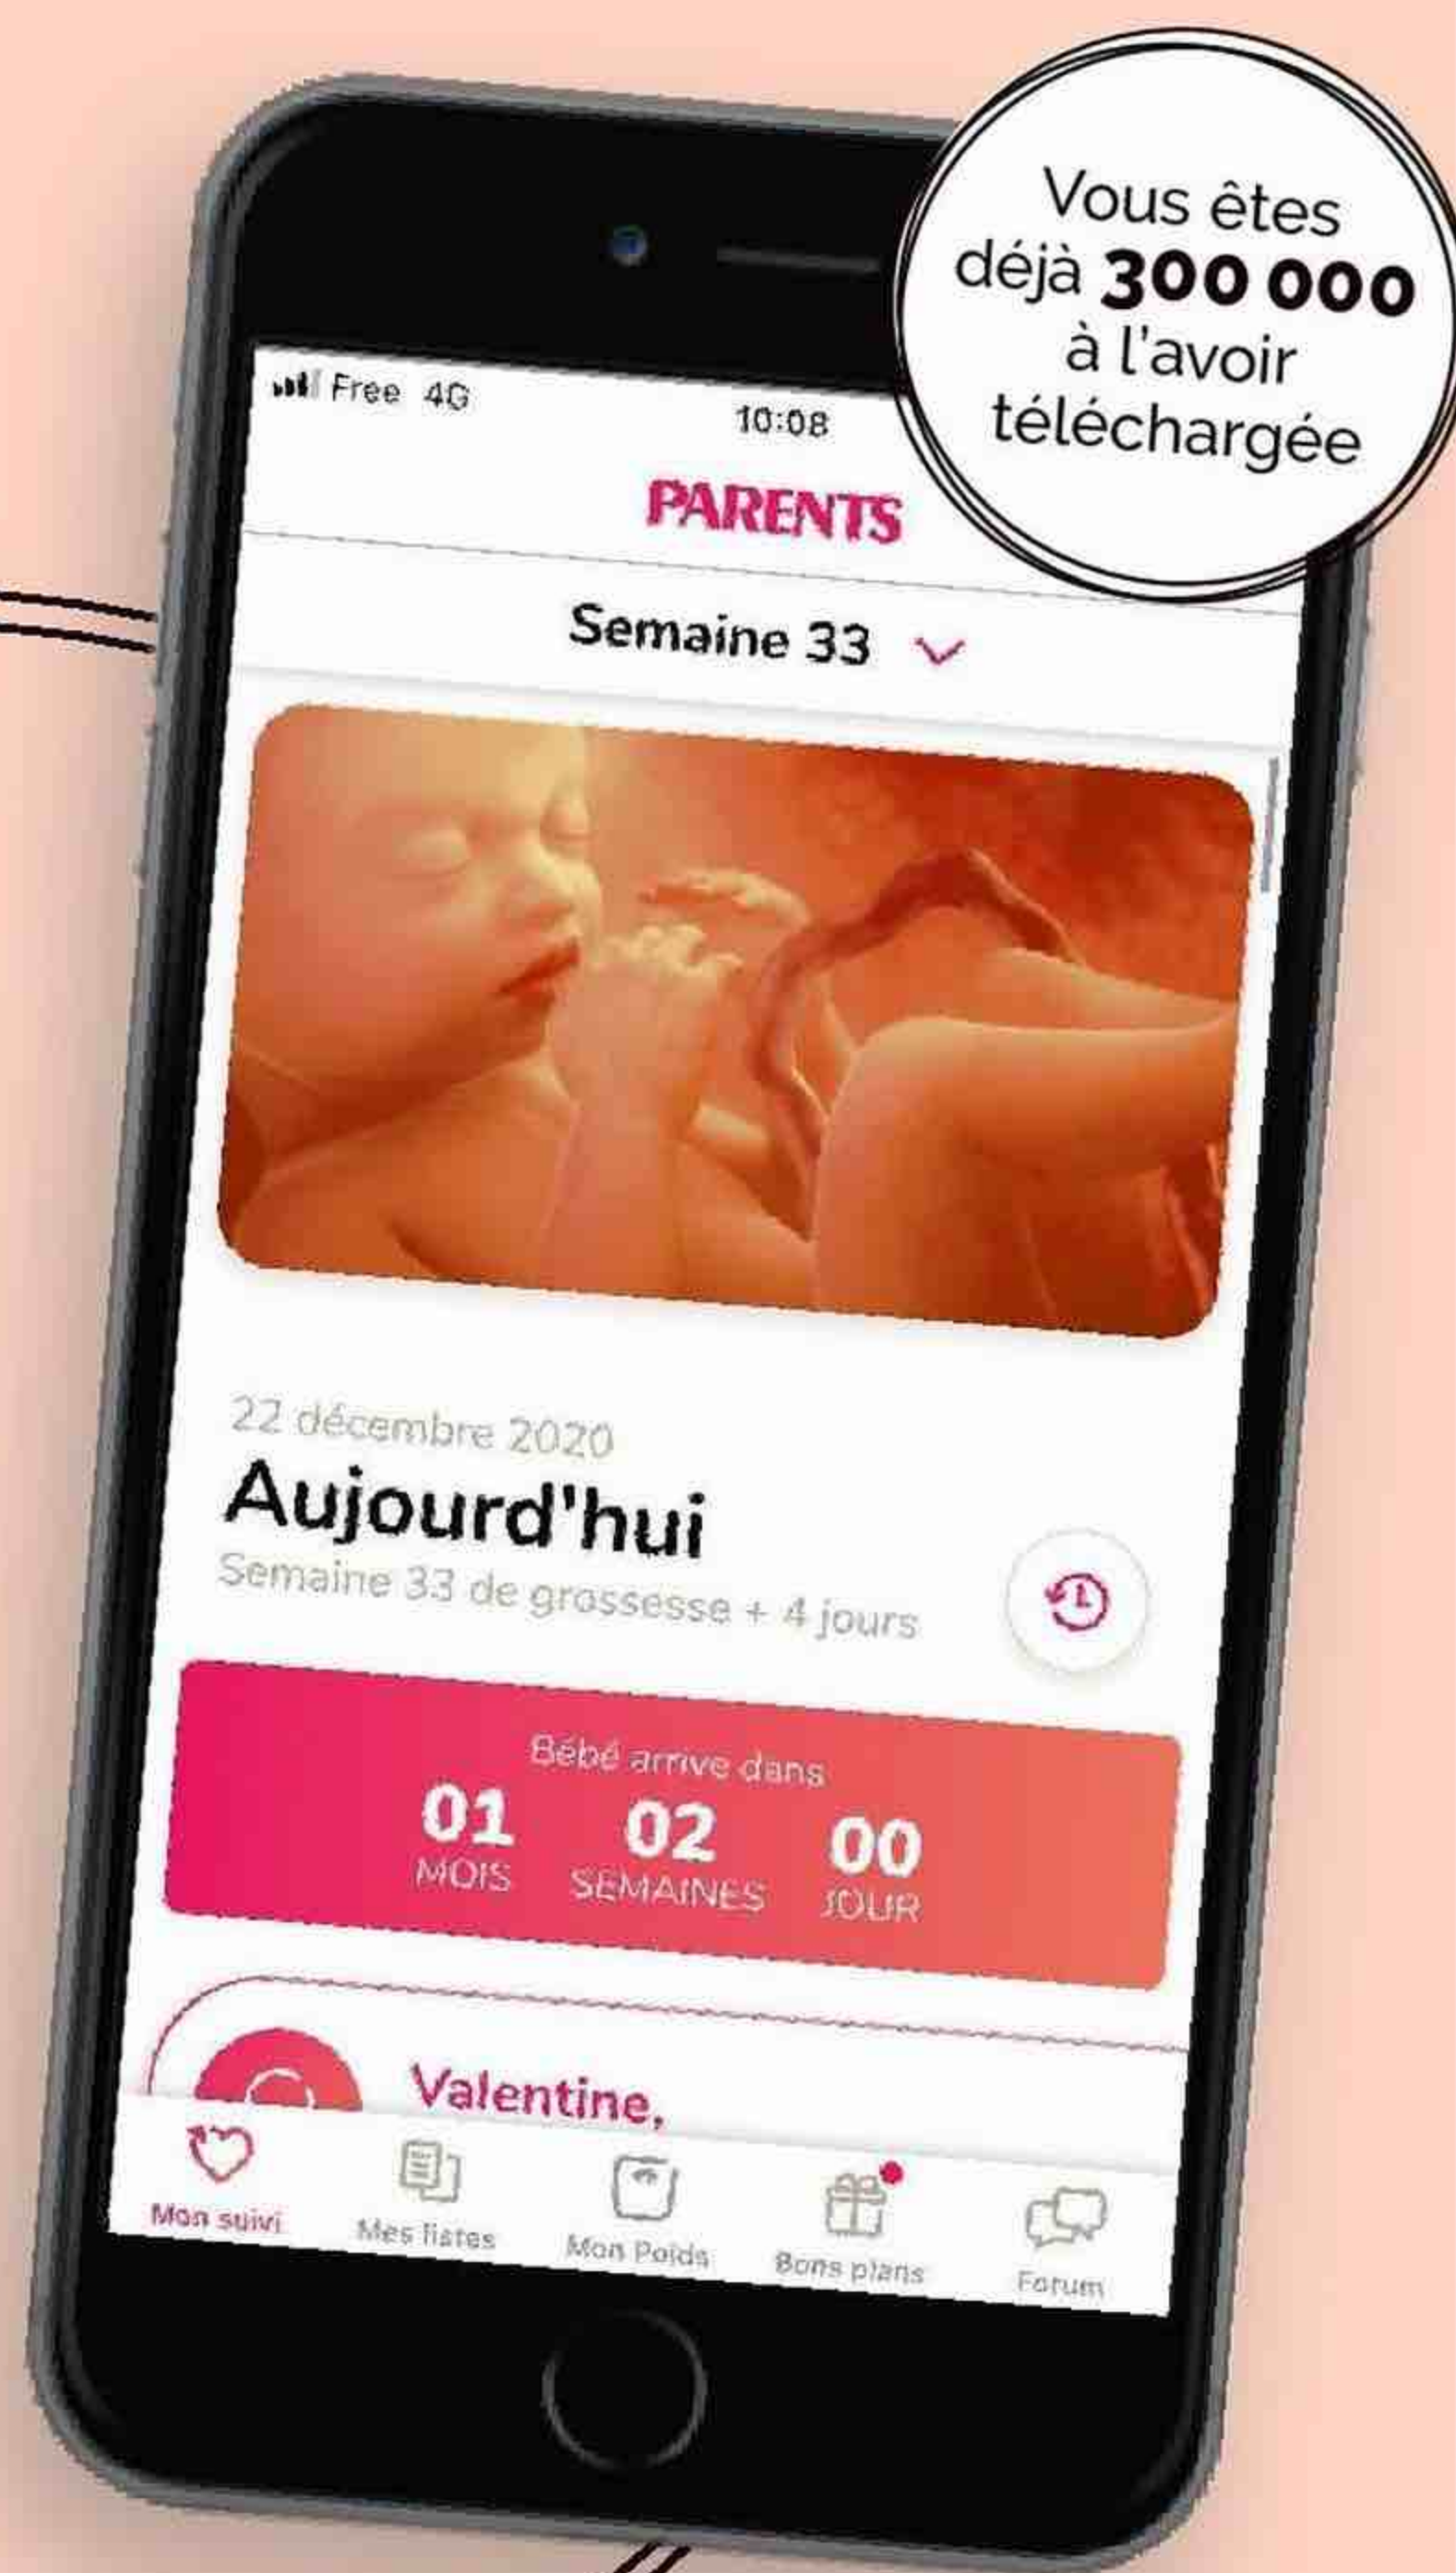 Vous êtes
déjà 300 000
à l'avoir
téléchargée
Free 4G
10:08
PARENTS
Semaine 33
22 décembre 2020
Aujourd'hui
Semaine 33 de grossesse + 4 jours
Bébé arrive dans
01 02 00
MOIS SEMAINES JOUR
Valentine,
Mon suivi Mes listes Mon Poids Bons plans Forum